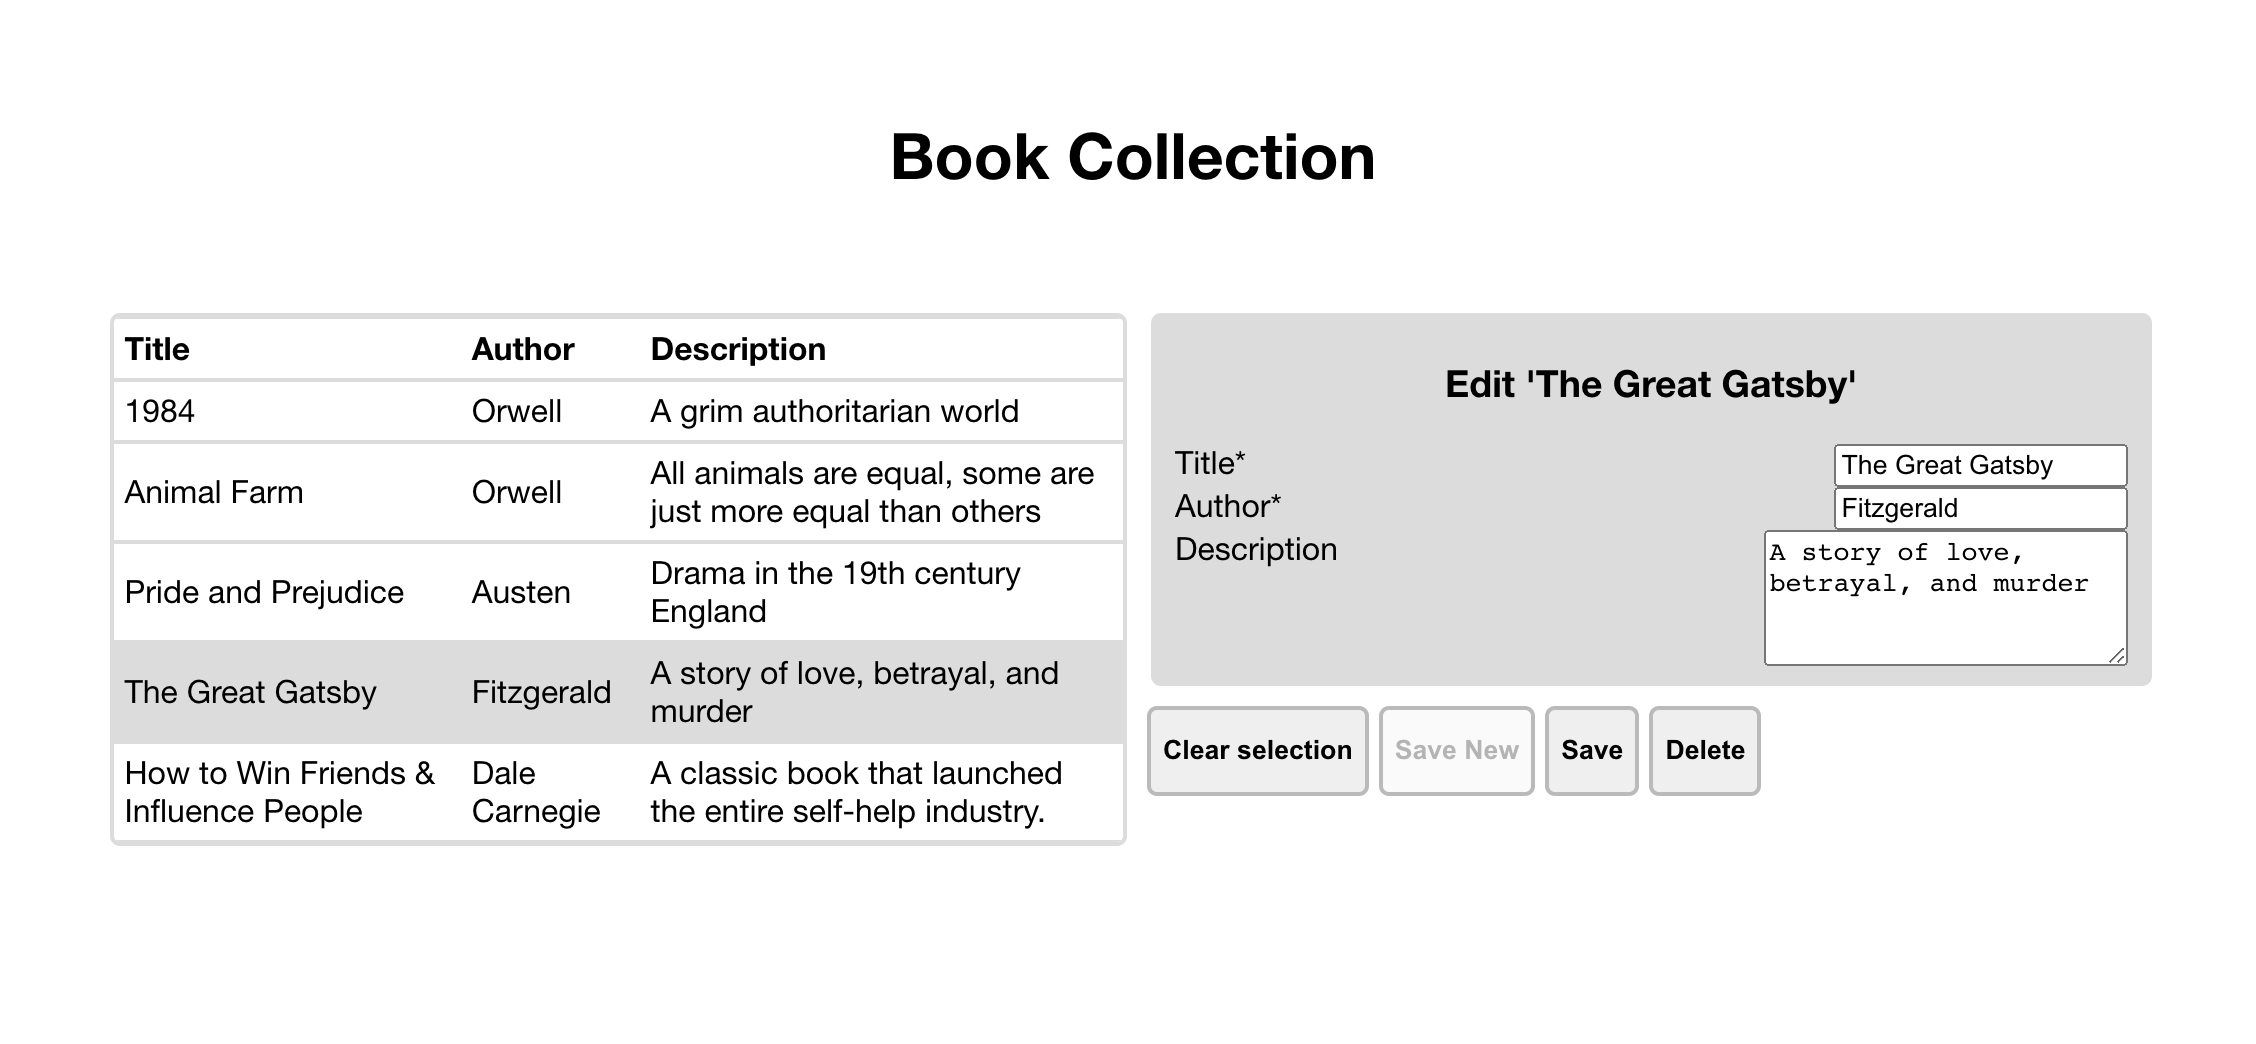 Book Collection
Title Author Description
1984 Orwell A grim authoritarian world
Animal Farm Orwell All animals are equal, some are
just more equal than others
Pride and Prejudice Austen Drama in the 19th century
England
The Great Gatsby Fitzgerald A story of love, betrayal, and
murder
How to Win Friends & Dale A classic book that launched
Influence People Carnegie the entire self-help industry.
Edit 'The Great Gatsby'
Title* The Great Gatsby
Author* Fitzgerald
Description A story of love,
betrayal, and murder
Clear selection Save New Save Delete